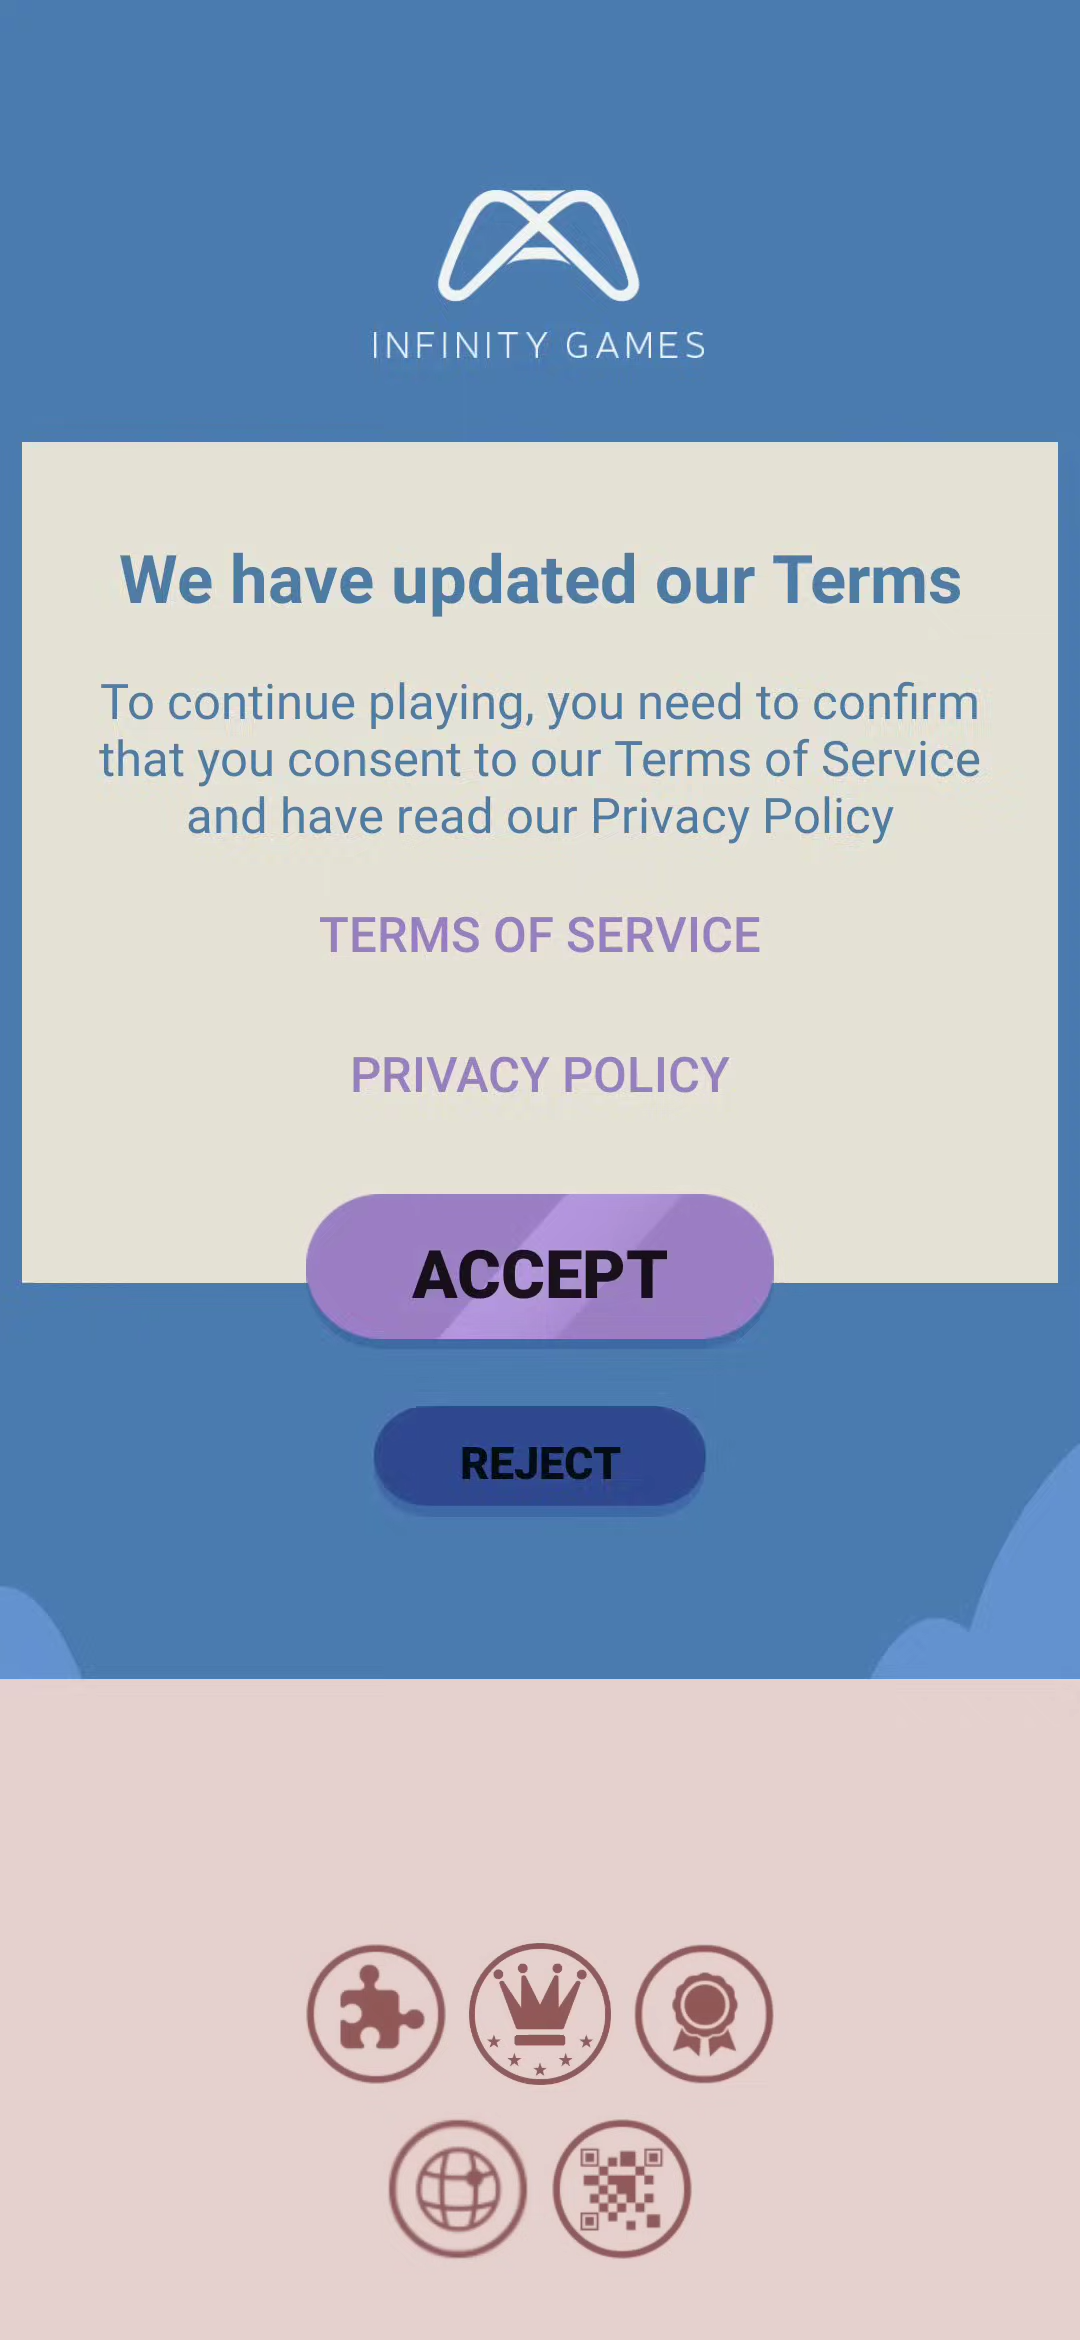 INFINITY GAMES
We have updated our Terms
To continue playing, you need to confirm
that you consent to our Terms of Service
and have read our Privacy Policy
TERMS OF SERVICE
PRIVACY POLICY
ACCEPT
REJECT